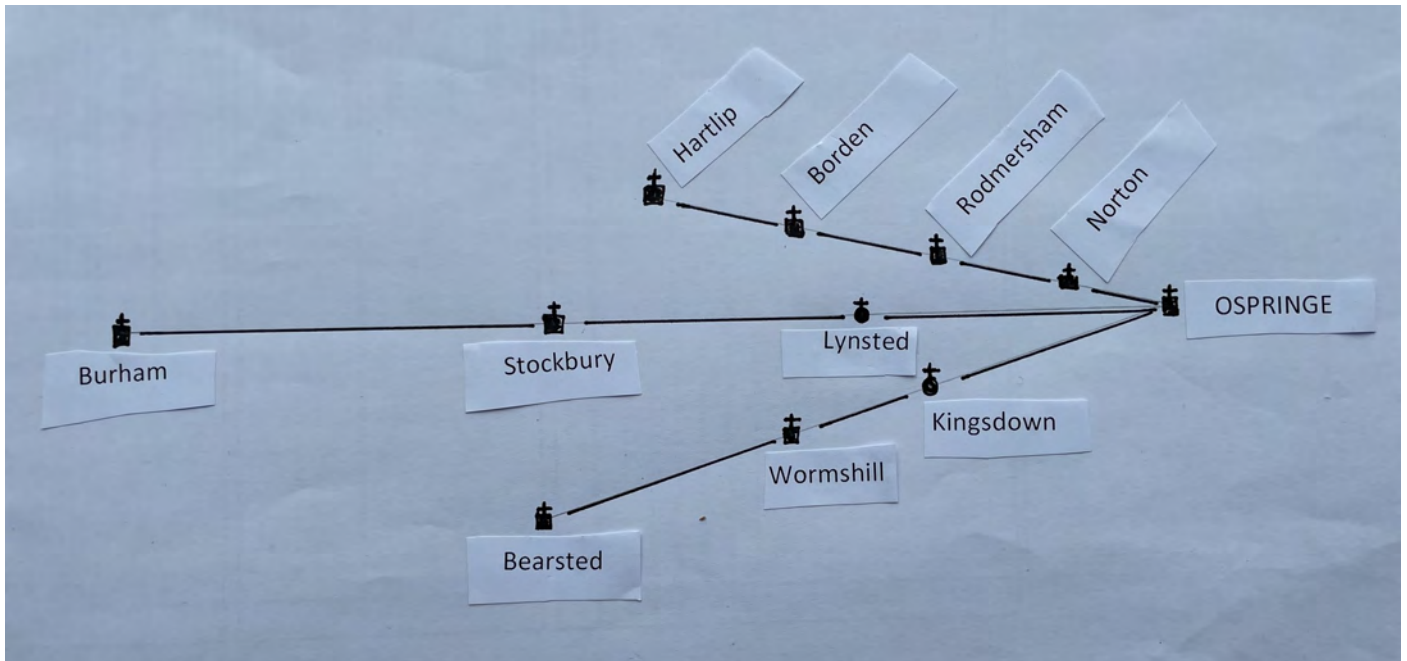 Hartlip
Borden
Rodmersham
Norton
OSPRINGE
Burham
Stockbury
Lynsted
Kingsdown
Wormshill
Bearsted